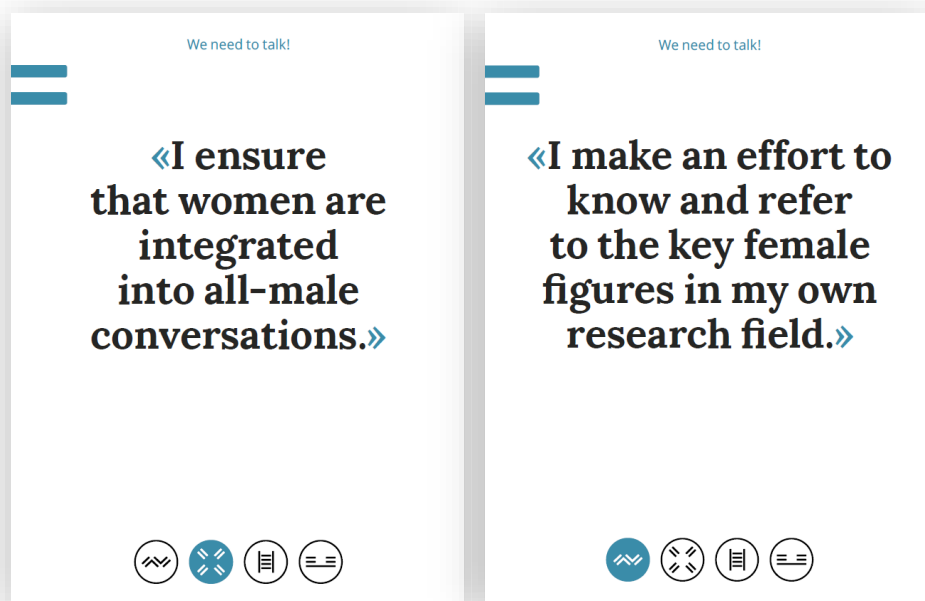 We need to talk!
«I ensure
that women are
integrated
into all-male
conversations.»
We need to talk!
«I make an effort to
know and refer
to the key female
figures in my own
research field.»